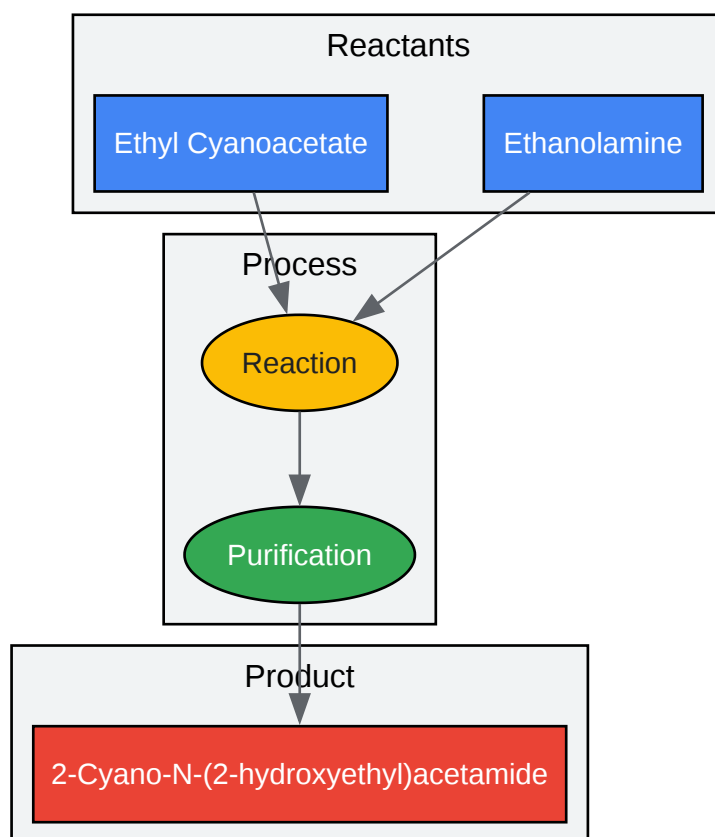 Reactants
Ethyl Cyanoacetate
Ethanolamine
Process
Reaction
Purification
Product
2-Cyano-N-(2-hydroxyethyl)acetamide